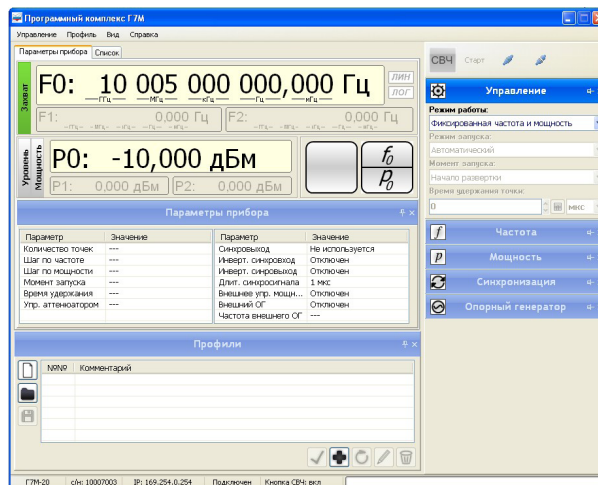 Программный комплекс Г7М
Управление Профиль Вид Справка
Параметры прибора Список
Захват
F0: 10 005 000 000,000 Гц
ГГц МГц кГц Гц мГц
ЛИН
ЛОГ
F1: 0,000 Гц F2: 0,000 Гц
Уровень Мощность
P0: -10,000 дБм
P1: 0,000 дБм P2: 0,000 дБм
f0
P0
Параметры прибора
Параметр Значение Параметр Значение
Количество точек --- Синхровыход Не используется
Шаг по частоте --- Инверт. синхровход Отключен
Шаг по мощности --- Инверт. синровыход Отключен
Момент запуска --- Длит. синхросигнала 1 мкс
Время удержания --- Внешнее упр. мощн... Отключен
Упр. аттенюатором --- Внешний ОГ Отключен
Частота внешнего ОГ ---
Профили
№№ Комментарий
СВЧ Старт
Управление
Режим работы:
Фиксированная частота и мощность
Режим запуска:
Автоматический
Момент запуска:
Начало развертки
Время удержания точки:
0 мкс
f Частота
p Мощность
Синхронизация
Опорный генератор
Г7М-20 с/н: 10007003 IP: 169.254.0.254 Подключен Кнопка СВЧ: вкл